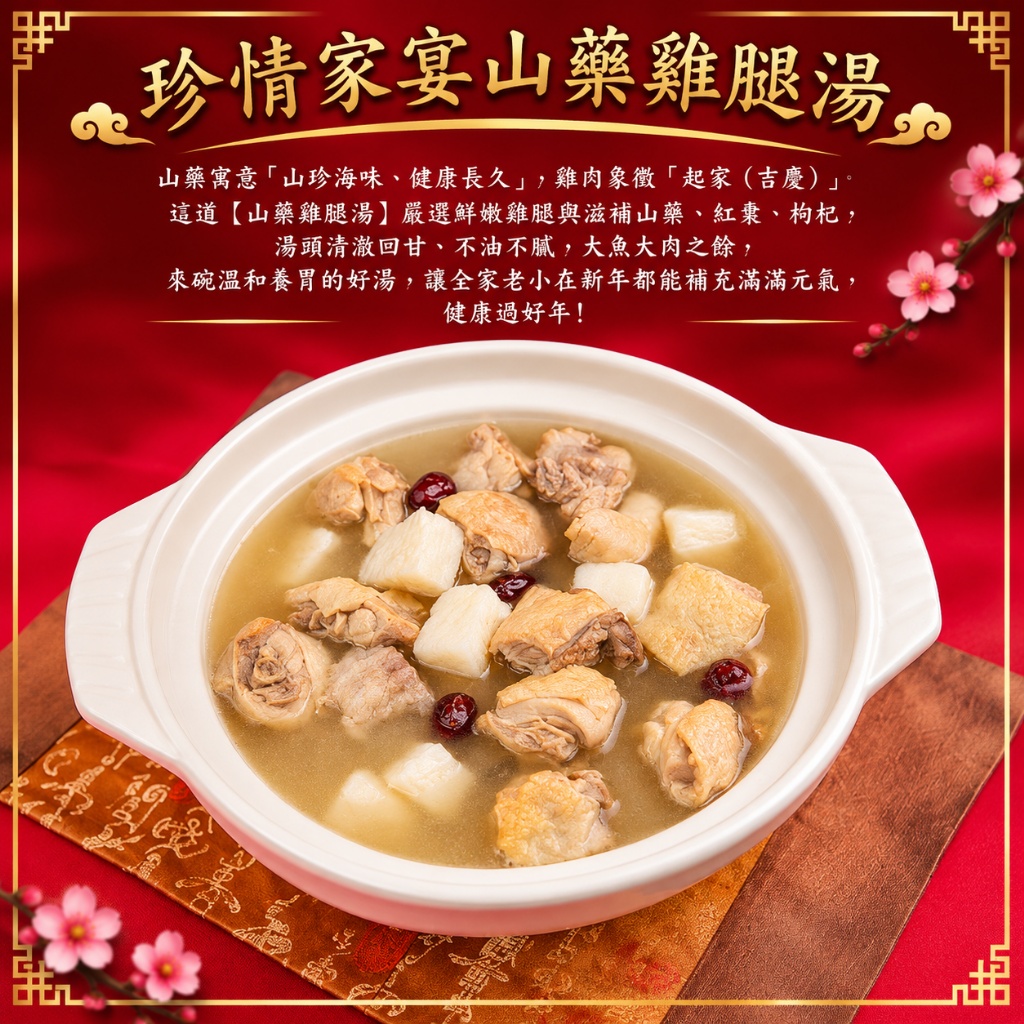 珍情家宴山藥雞腿湯
山藥寓意「山珍海味、健康長久」，雞肉象徵「起家（吉慶）」。
這道【山藥雞腿湯】嚴選鮮嫩雞腿與滋補山藥、紅棗、枸杞，
湯頭清澈回甘、不油不膩，大魚大肉之餘，
來碗溫和養胃的好湯，讓全家老小在新年都能補充滿滿元氣，
健康過好年！